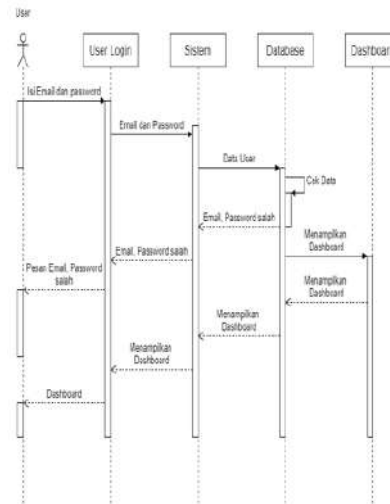 User
User Login
Sistem
Database
Dashboar
Isi Email dan password
Email dan Password
Data User
Cek Data
Email, Password salah
Menampilkan
Dashboard
Email, Password salah
Pesan Email, Password
salah
Menampilkan
Dashboard
Menampilkan
Dashboard
Menampilkan
Dashboard
Dashboard